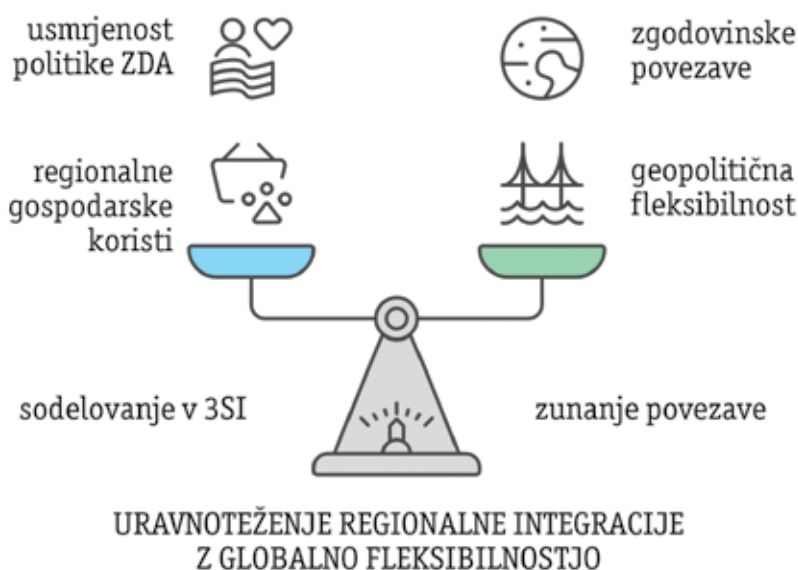 usmrjenost
politike ZDA
zgodovinske
povezave
regionalne
gospodarske
koristi
geopolitična
fleksibilnost
sodelovanje v 3SI
zunanje povezave
URAVNOTEŽENJE REGIONALNE INTEGRACIJE
Z GLOBALNO FLEKSIBILNOSTJO